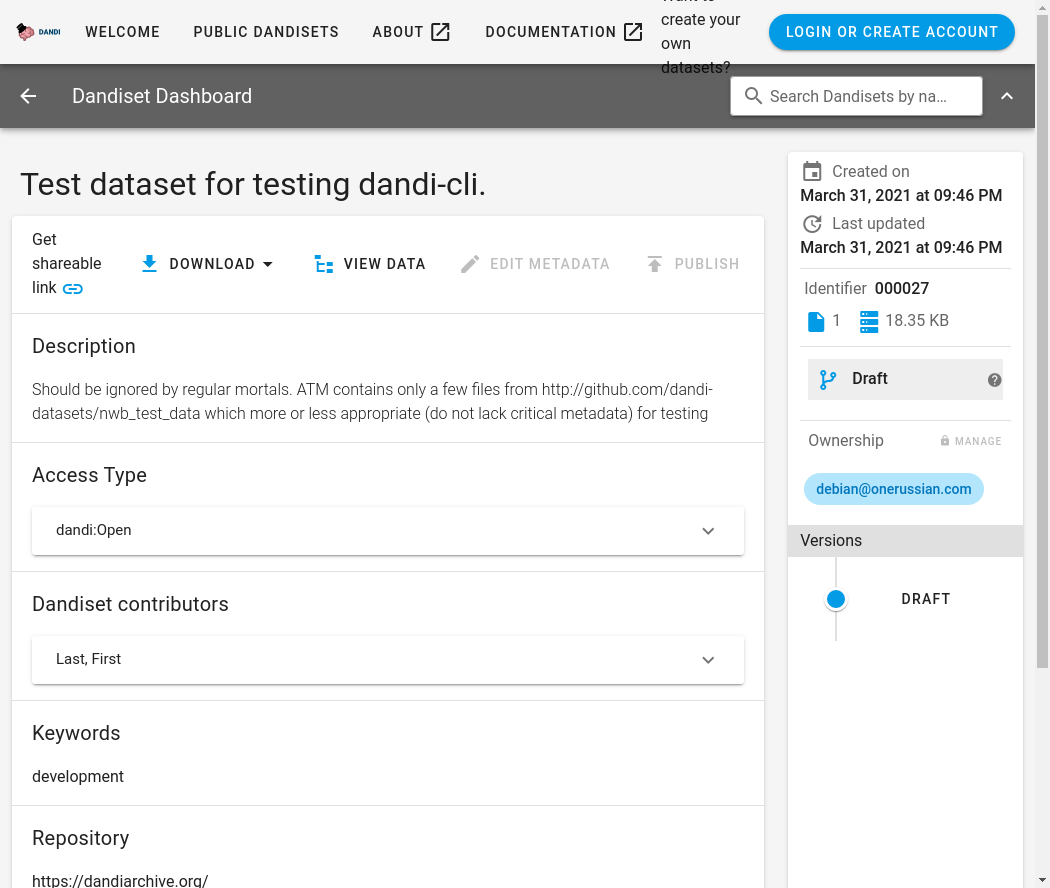 DANDI
WELCOME
PUBLIC DANDISETS
ABOUT
DOCUMENTATION
create your
own
datasets?
LOGIN OR CREATE ACCOUNT
Dandiset Dashboard
Search Dandisets by na…
Test dataset for testing dandi-cli.
Get
shareable
link
DOWNLOAD
VIEW DATA
EDIT METADATA
PUBLISH
Description
Should be ignored by regular mortals. ATM contains only a few files from http://github.com/dandi-
datasets/nwb_test_data which more or less appropriate (do not lack critical metadata) for testing
Access Type
dandi:Open
Dandiset contributors
Last, First
Keywords
development
Repository
https://dandiarchive.org/
Created on
March 31, 2021 at 09:46 PM
Last updated
March 31, 2021 at 09:46 PM
Identifier 000027
1
18.35 KB
Draft
Ownership
MANAGE
debian@onerussian.com
Versions
DRAFT